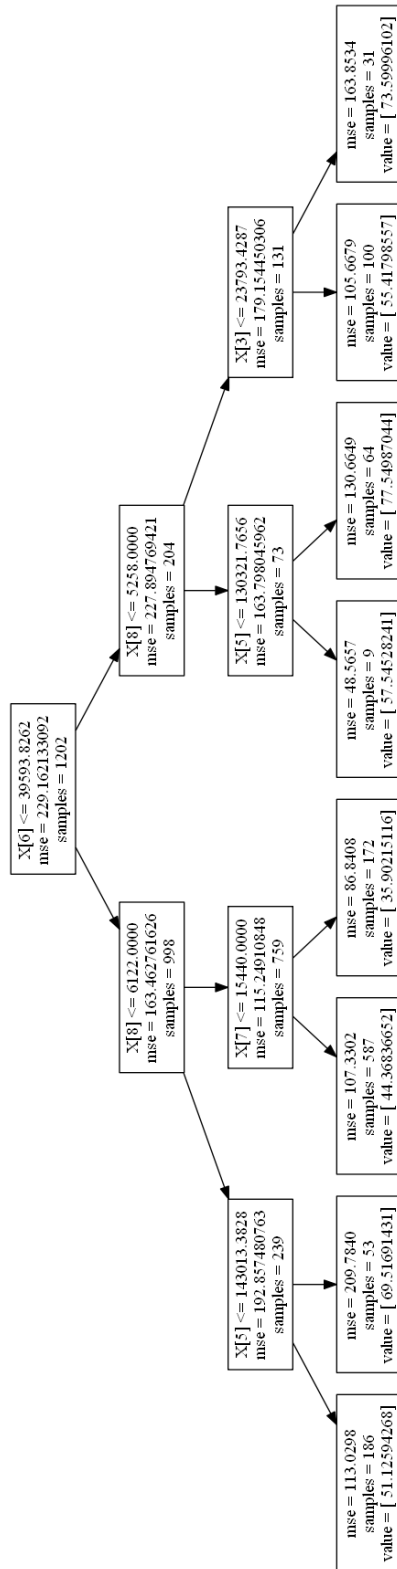 X[6] <= 39593.8262
mse = 229.162133092
samples = 1202
X[8] <= 6122.0000
mse = 163.462761626
samples = 998
X[8] <= 5258.0000
mse = 227.894769421
samples = 204
X[5] <= 143013.3828
mse = 192.857480763
samples = 239
X[7] <= 15440.0000
mse = 115.24910848
samples = 759
X[5] <= 130321.7656
mse = 163.798045962
samples = 73
X[3] <= 23793.4287
mse = 179.154450306
samples = 131
mse = 113.0298
samples = 186
value = [ 51.12594268]
mse = 209.7840
samples = 53
value = [ 69.51691431]
mse = 107.3302
samples = 587
value = [ 44.36836652]
mse = 86.8408
samples = 172
value = [ 35.90215116]
mse = 48.5657
samples = 9
value = [ 57.54528241]
mse = 130.6649
samples = 64
value = [ 77.54987044]
mse = 105.6679
samples = 100
value = [ 55.41798557]
mse = 163.8534
samples = 31
value = [ 73.59996102]